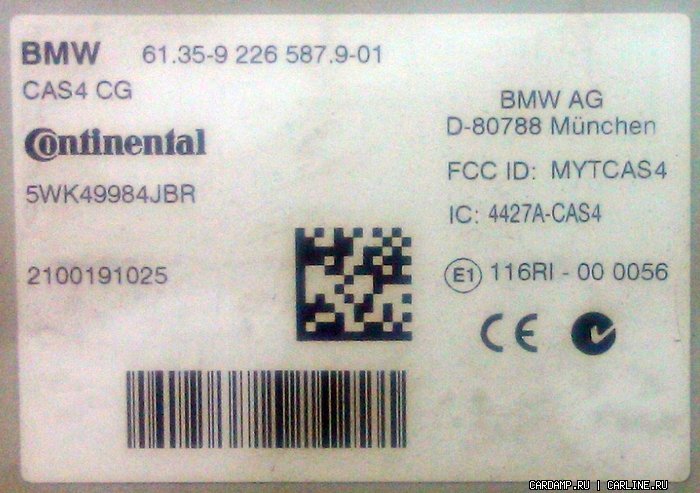 BMW 61.35-9 226 587.9-01
CAS4 CG
Continental
5WK49984JBR
2100191025
BMW AG
D-80788 München
FCC ID: MYTCAS4
IC: 4427A-CAS4
E1 116RI - 00 0056
CE
CARDAMP.RU | CARLINE.RU